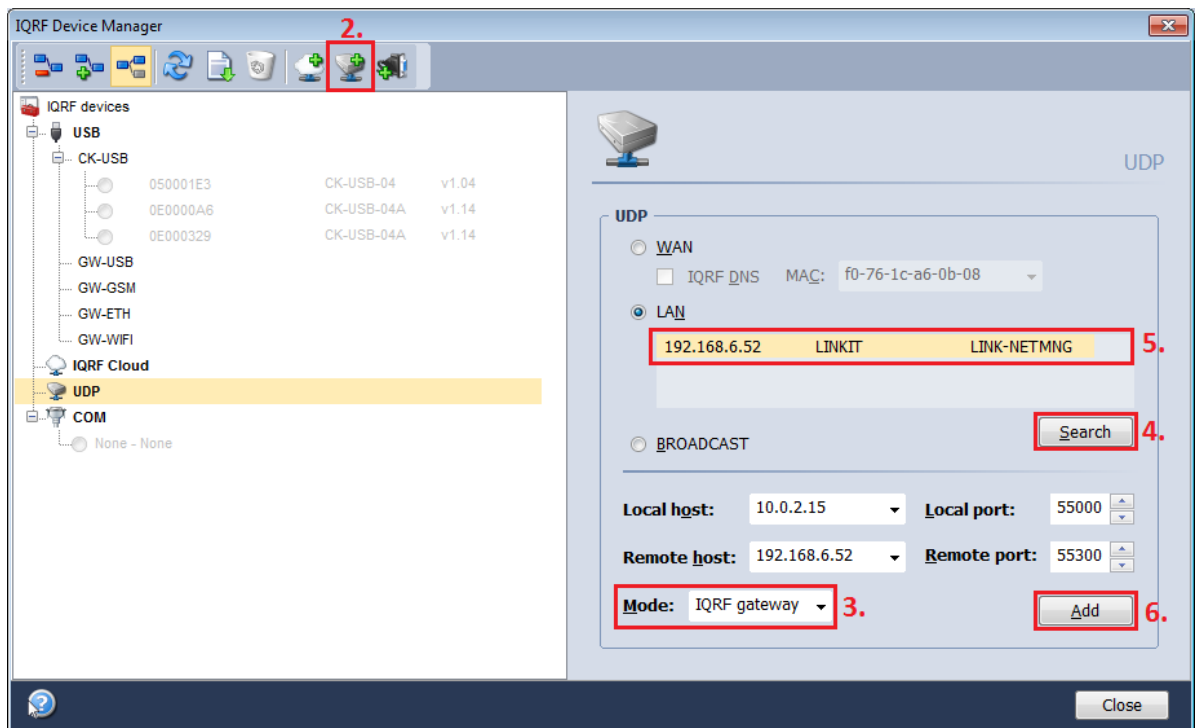 IQRF Device Manager
2.
IQRF devices
USB
CK-USB
050001E3 CK-USB-04 v1.04
0E0000A6 CK-USB-04A v1.14
0E000329 CK-USB-04A v1.14
GW-USB
GW-GSM
GW-ETH
GW-WIFI
IQRF Cloud
UDP
COM
None - None
UDP
UDP
WAN
IQRF DNS MAC: f0-76-1c-a6-0b-08
LAN
192.168.6.52 LINKIT LINK-NETMNG 5.
Search 4.
BROADCAST
Local host: 10.0.2.15 Local port: 55000
Remote host: 192.168.6.52 Remote port: 55300
Mode: IQRF gateway 3. Add 6.
Close